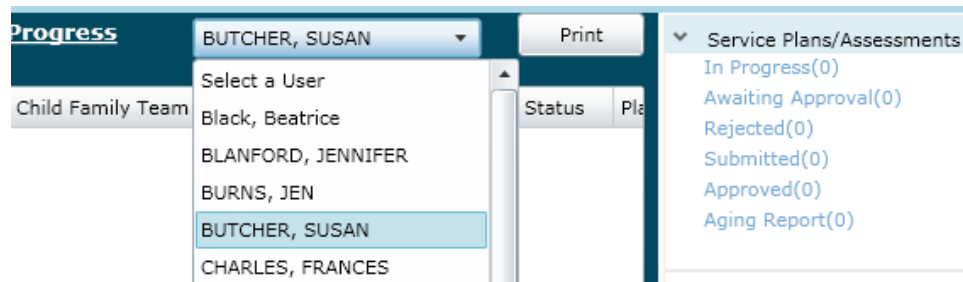 Progress
BUTCHER, SUSAN
Print
Select a User
Black, Beatrice
BLANFORD, JENNIFER
BURNS, JEN
BUTCHER, SUSAN
CHARLES, FRANCES
Child Family Team
Status
Service Plans/Assessments
In Progress(0)
Awaiting Approval(0)
Rejected(0)
Submitted(0)
Approved(0)
Aging Report(0)